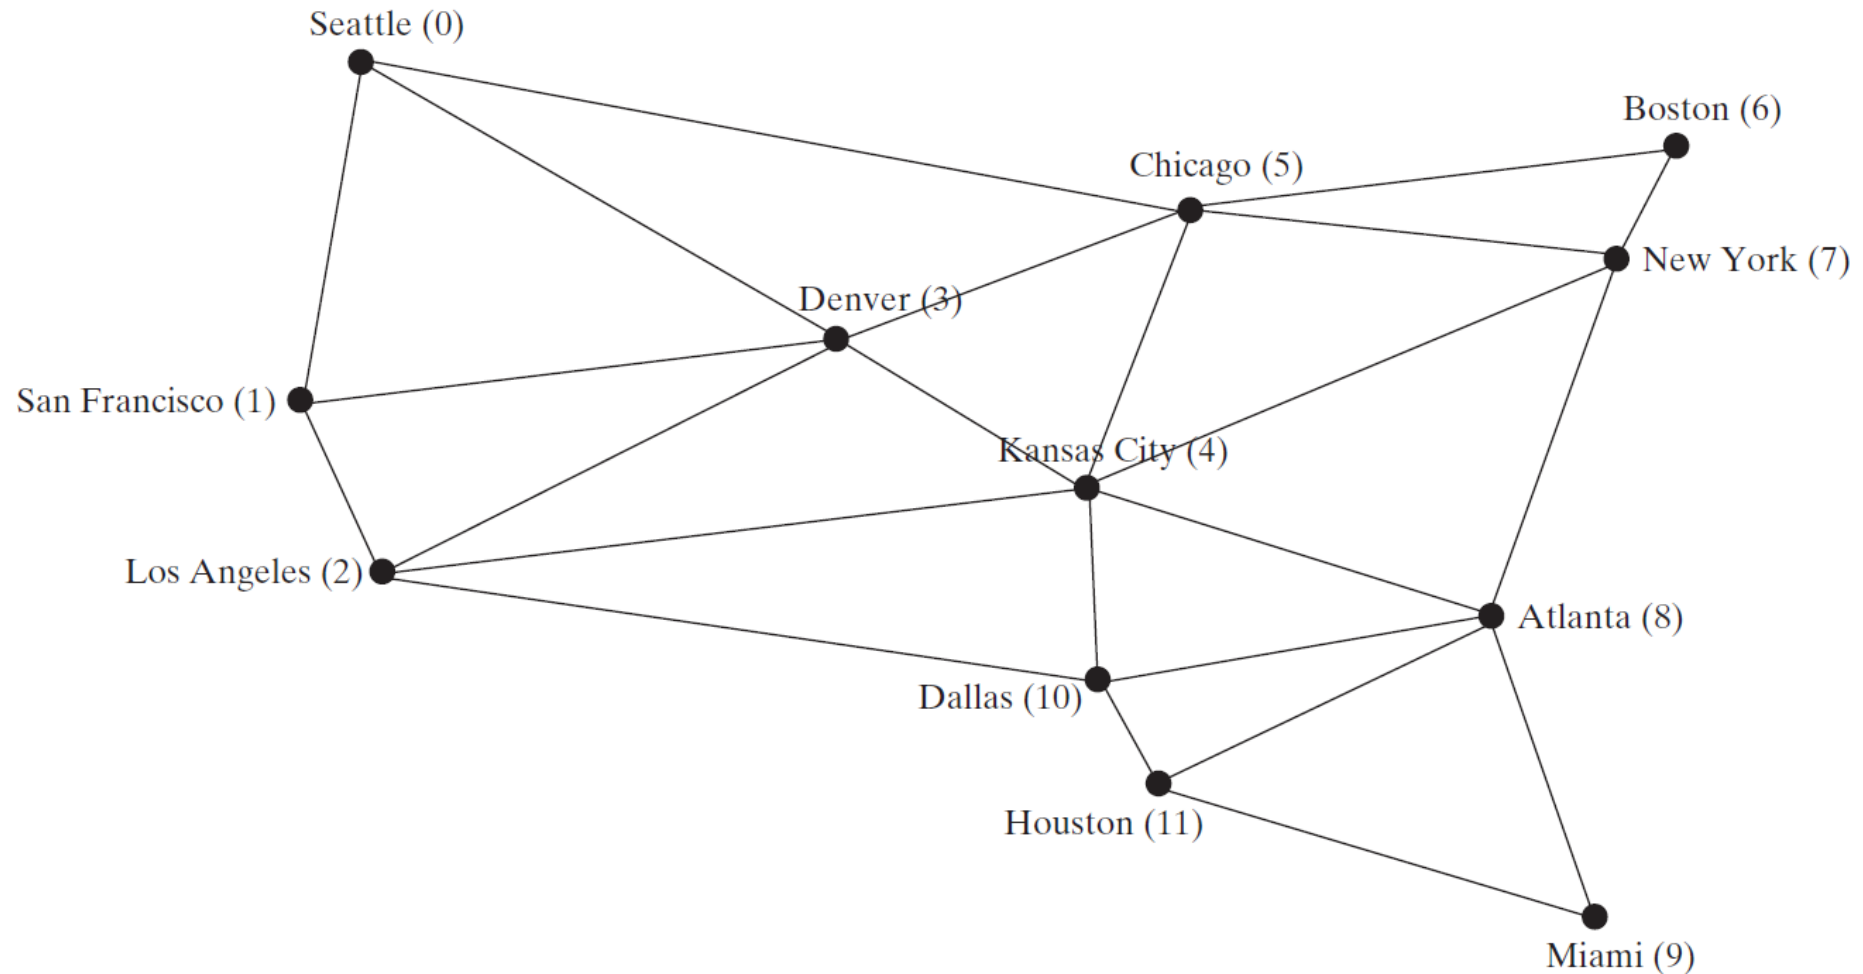 Seattle (0)
Boston (6)
Chicago (5)
New York (7)
Denver (3)
San Francisco (1)
Kansas City (4)
Los Angeles (2)
Atlanta (8)
Dallas (10)
Houston (11)
Miami (9)